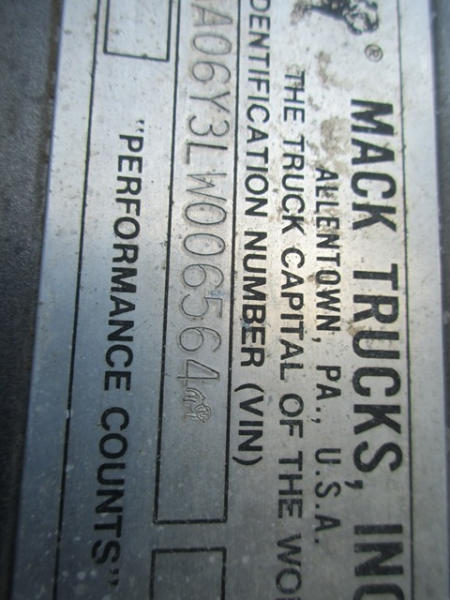 ®
MACK TRUCKS, INC
ALLENTOWN, PA., U.S.A.
THE TRUCK CAPITAL OF THE WO
DENTIFICATION NUMBER (VIN)
A06Y3LW006564
"PERFORMANCE COUNTS"